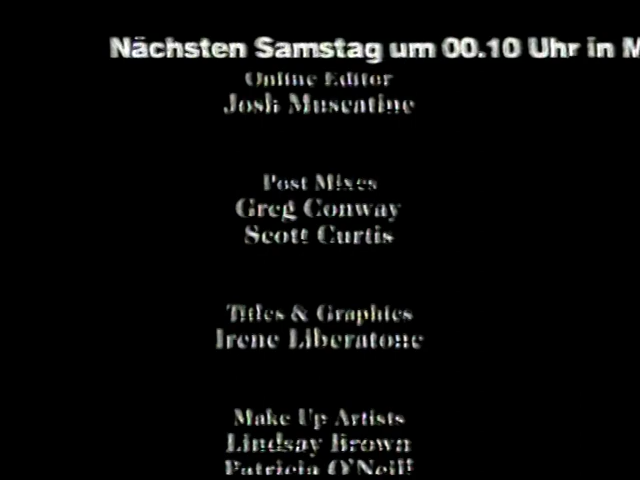 Nächsten Samstag um 00.10 Uhr in M
Online Editor
Josh Muscatine
Post Mixes
Greg Conway
Scott Curtis
Titles & Graphics
Irene Liberatone
Make Up Artists
Lindsay Brown
Patricia O'Neill